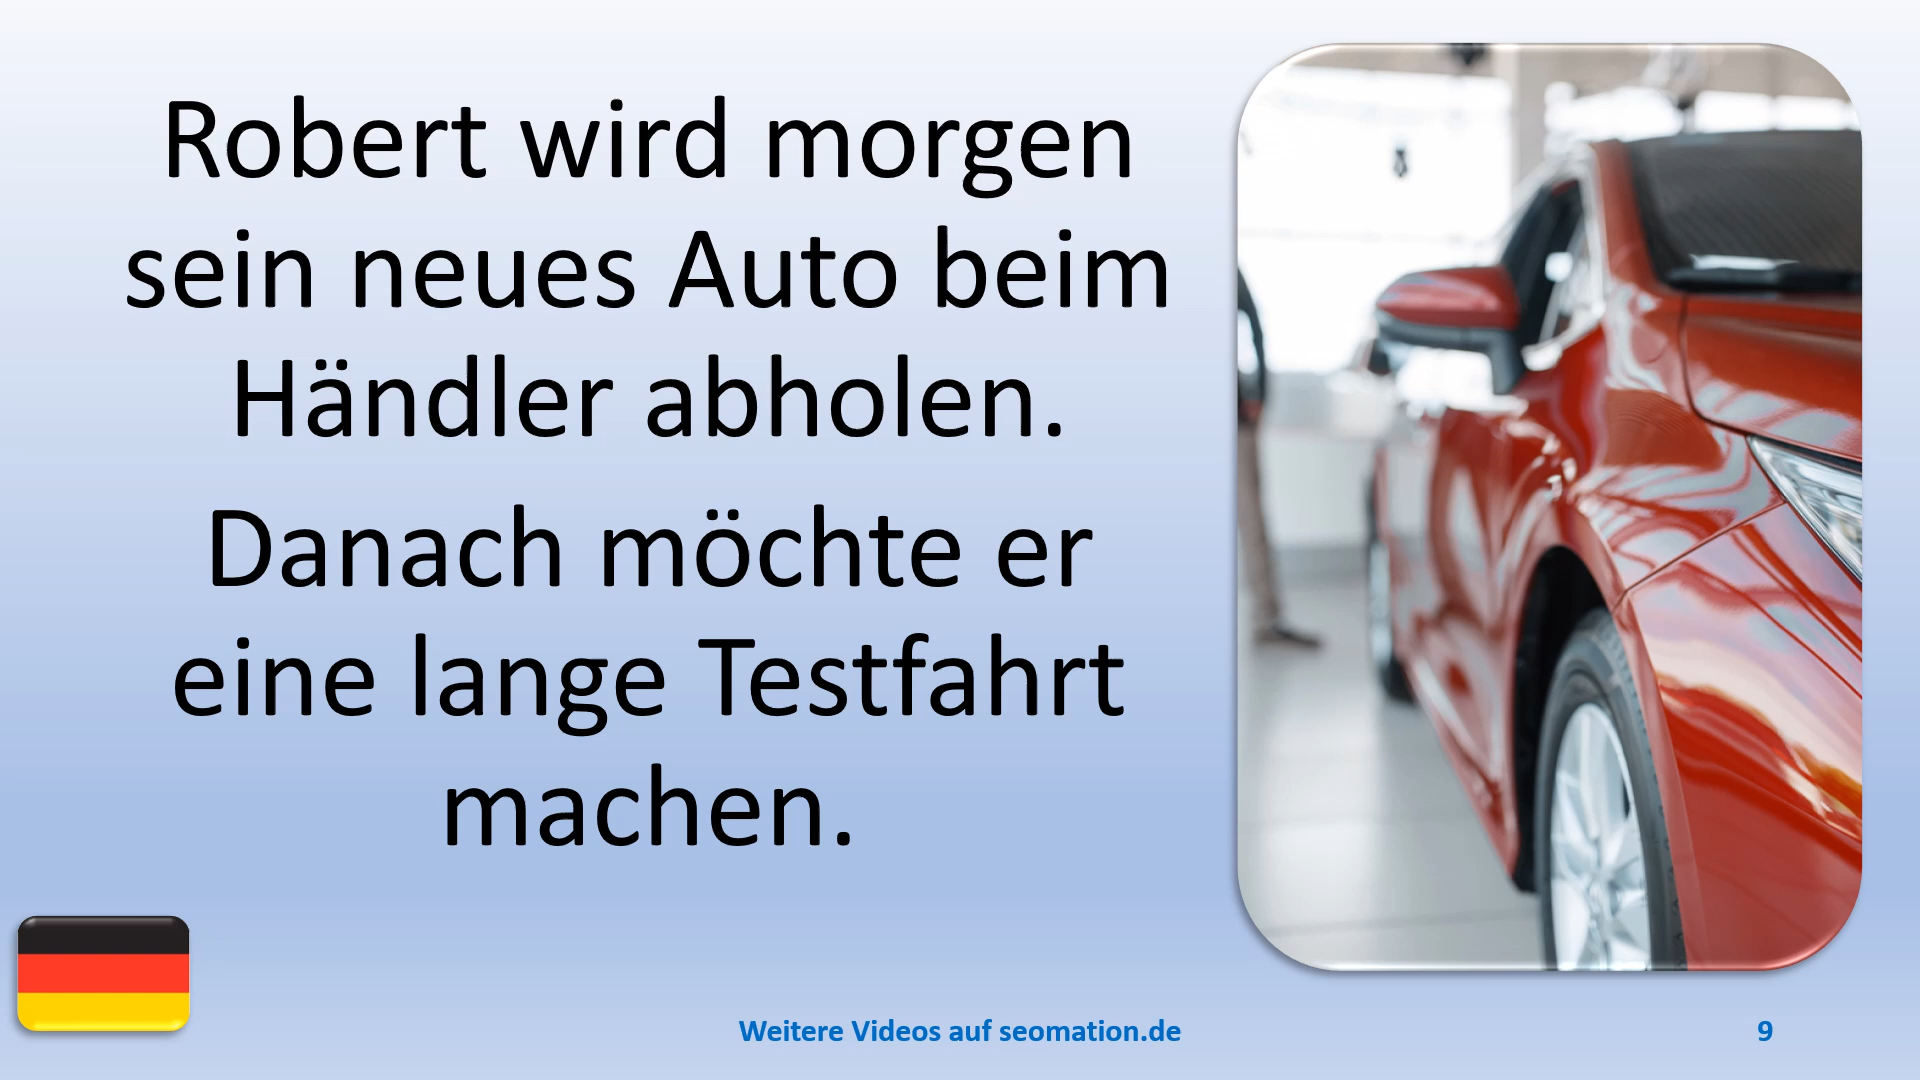 Robert wird morgen
sein neues Auto beim
Händler abholen.
Danach möchte er
eine lange Testfahrt
machen.
Weitere Videos auf seomation.de
9